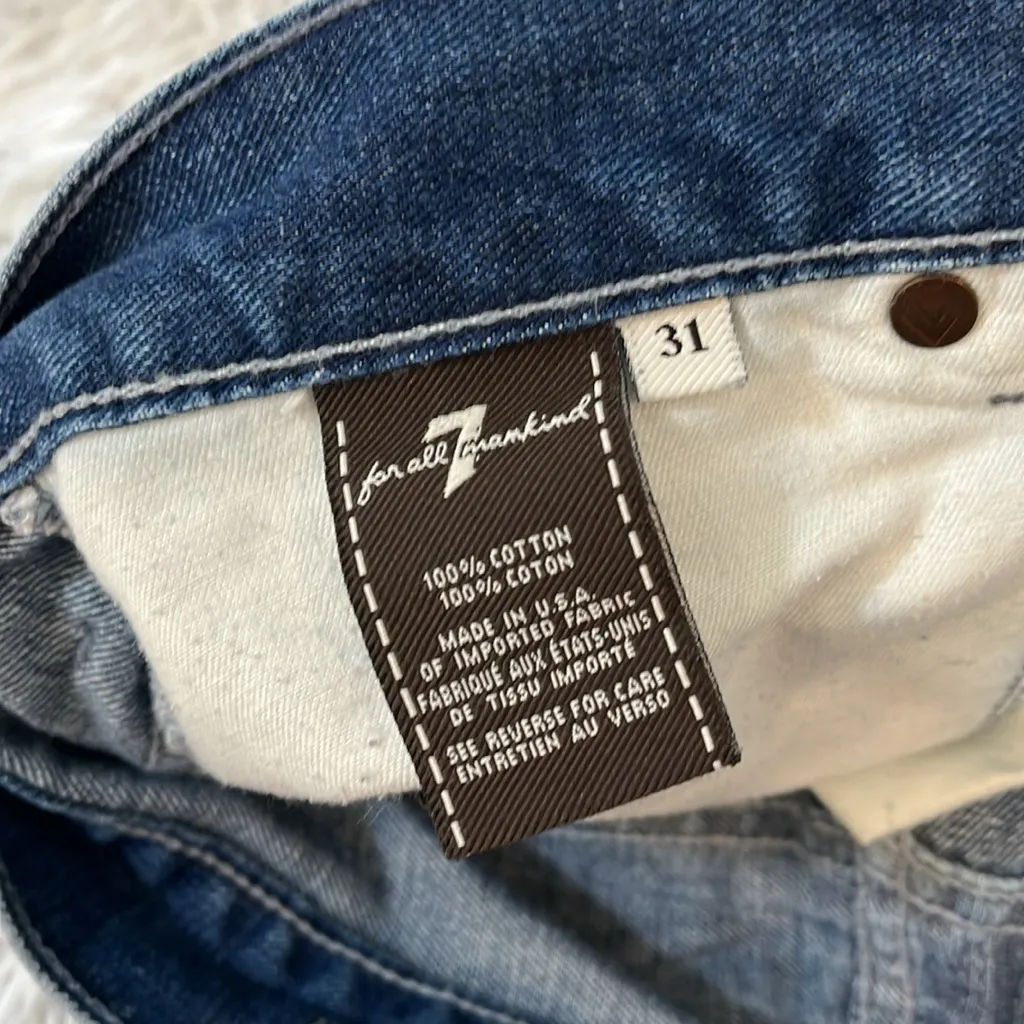 31
for all 7 mankind
100% COTTON
100% COTON
MADE IN U.S.A.
OF IMPORTED FABRIC
FABRIQUÉ AUX ÉTATS-UNIS
DE TISSU IMPORTÉ
SEE REVERSE FOR CARE
ENTRETIEN AU VERSO